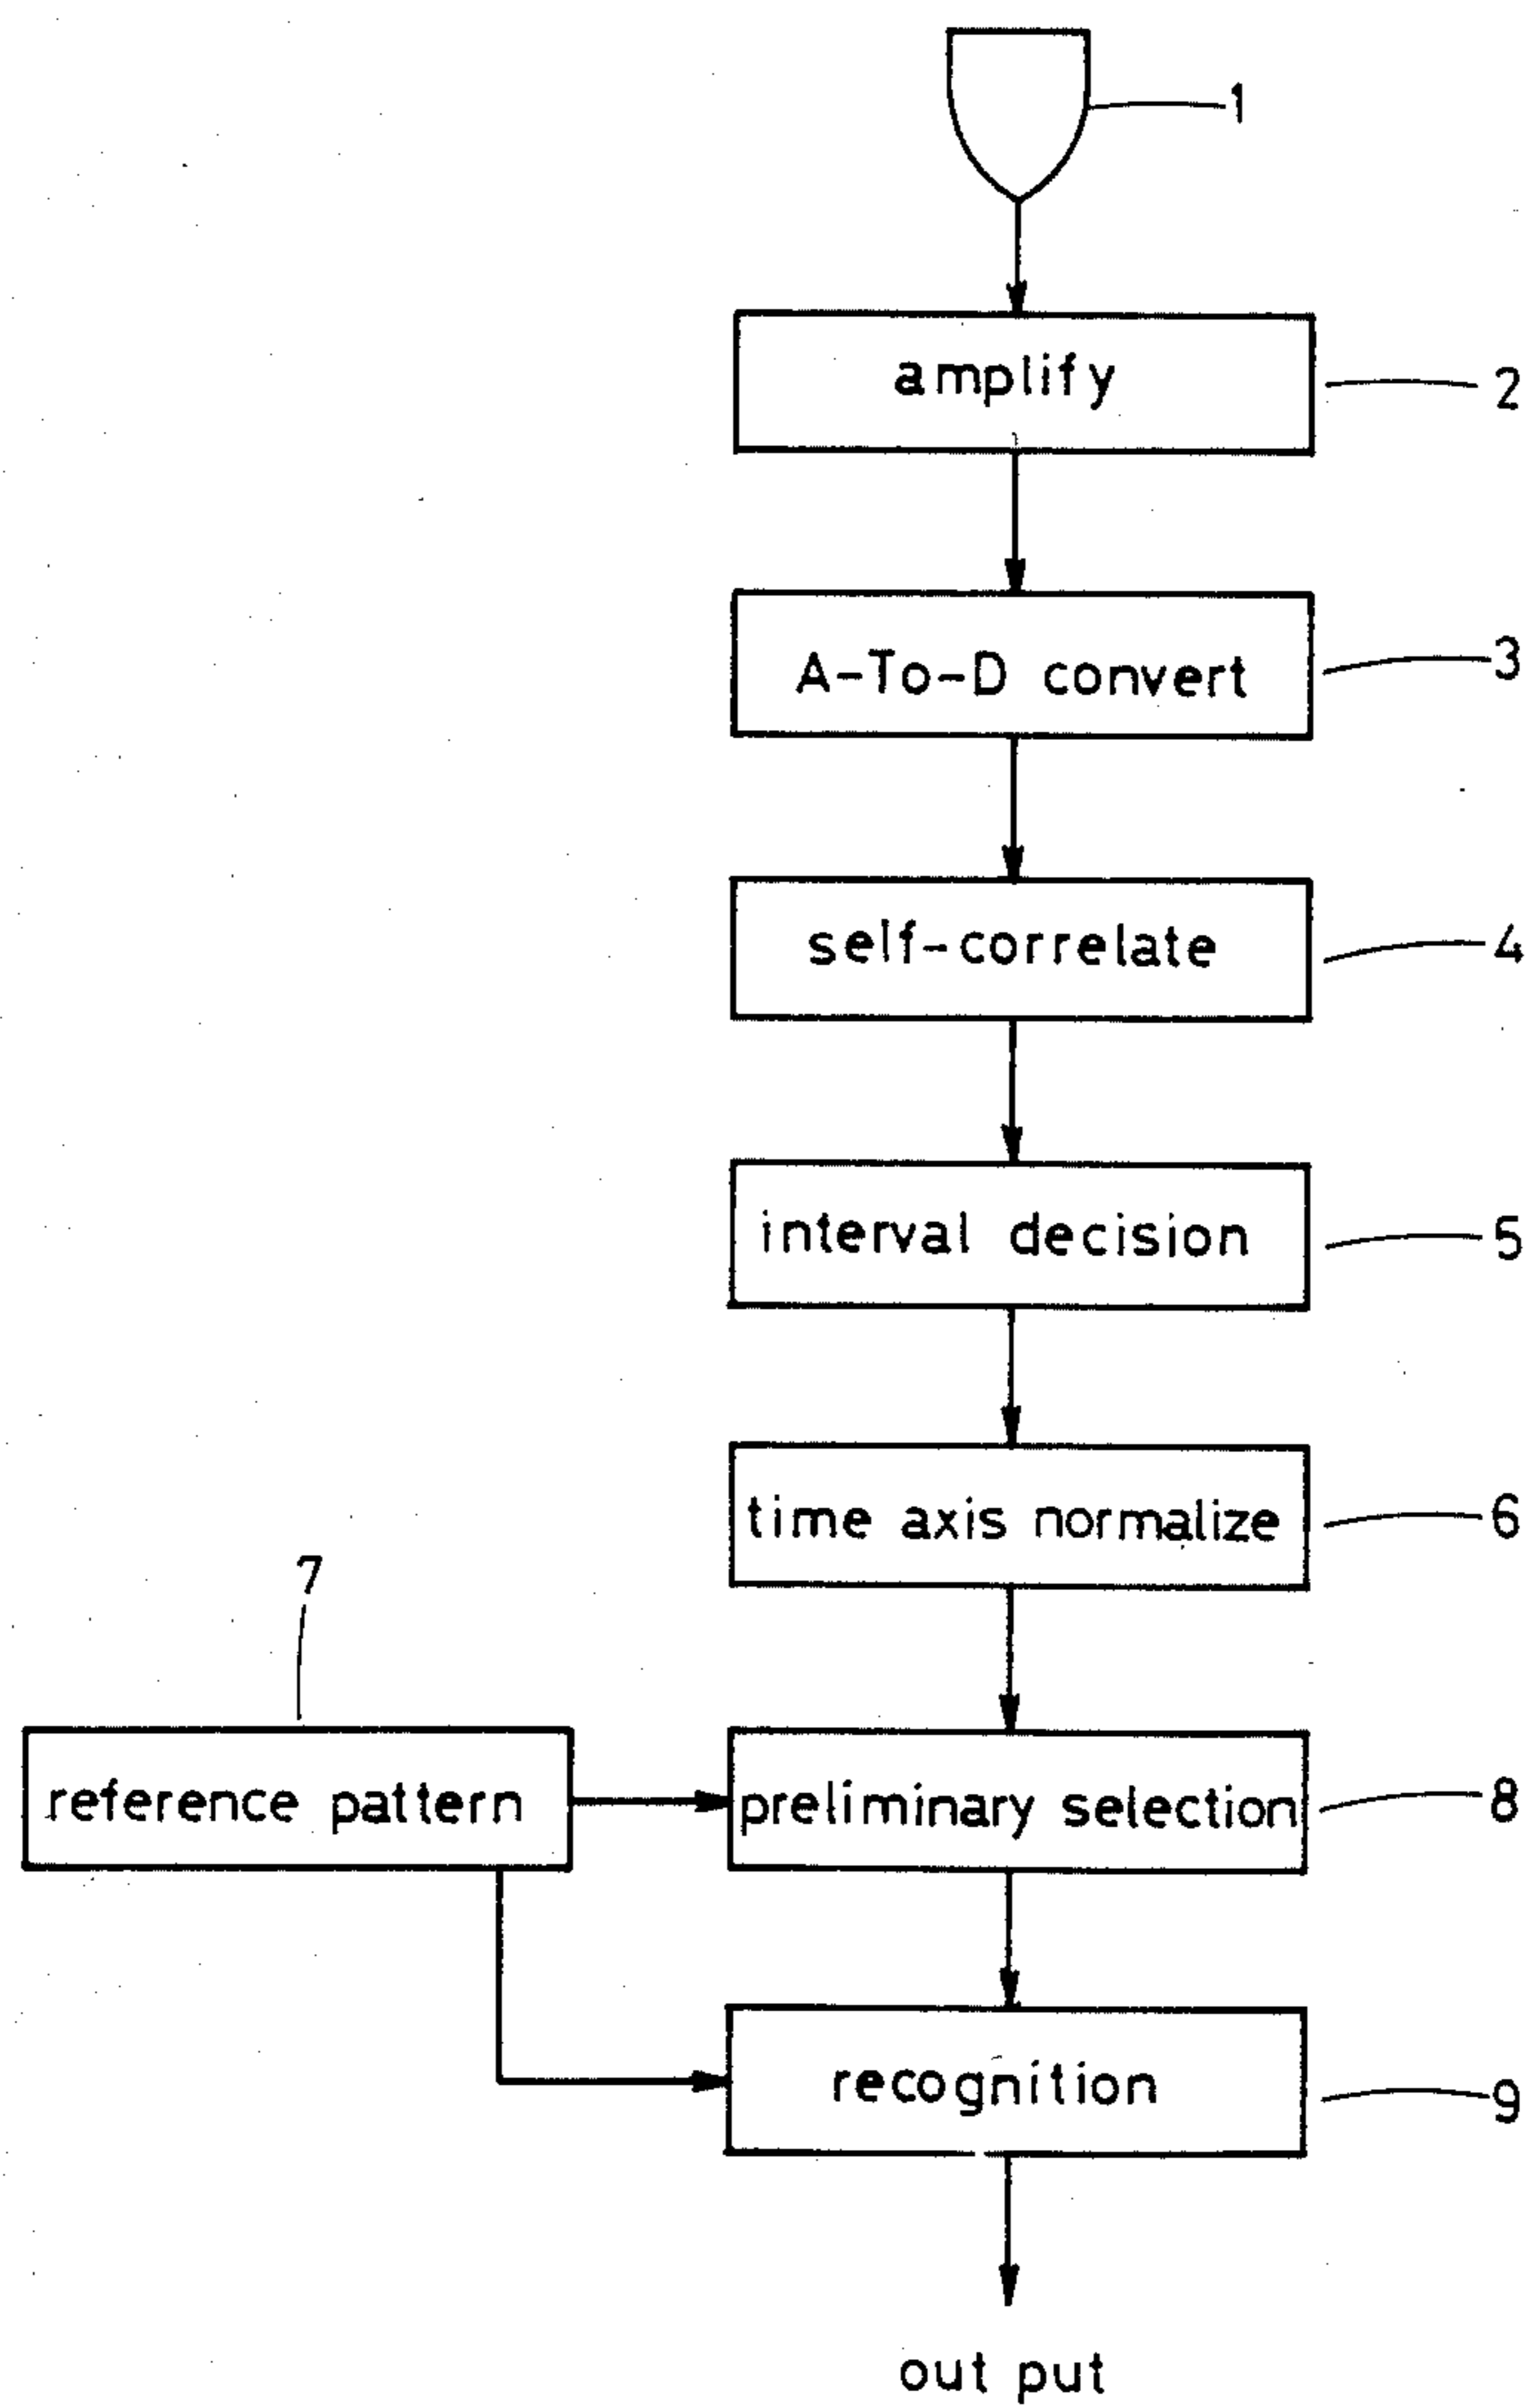 1
amplify
2
A-To-D convert
3
self-correlate
4
interval decision
5
time axis normalize
6
7
reference pattern
preliminary selection
8
recognition
9
out put